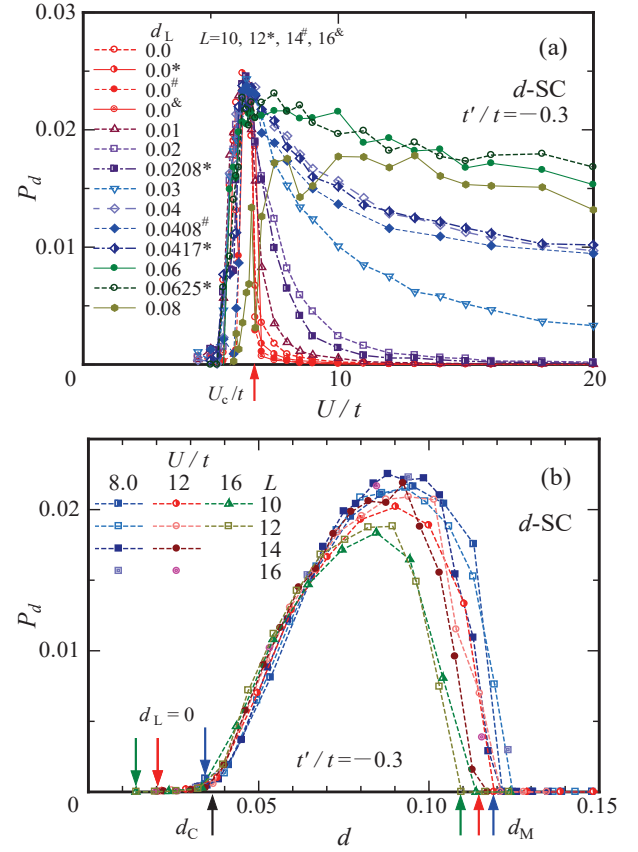 0.03
d_L
L=10, 12*, 14^#, 16^&
(a)
0.0
d-SC
0.0*
t′/t=−0.3
0.0^#
0.0^&
0.02
0.01
0.02
0.0208*
0.03
P_d
0.04
0.0408^#
0.01
0.0417*
0.06
0.0625*
0.08
0
0
10
20
U_c/t
U/t
U/t
(b)
8.0
12
16
L
10
0.02
12
d-SC
14
16
P_d
0.01
d_L=0
t′/t=−0.3
0
0
0.05
0.10
0.15
d_C
d
d_M